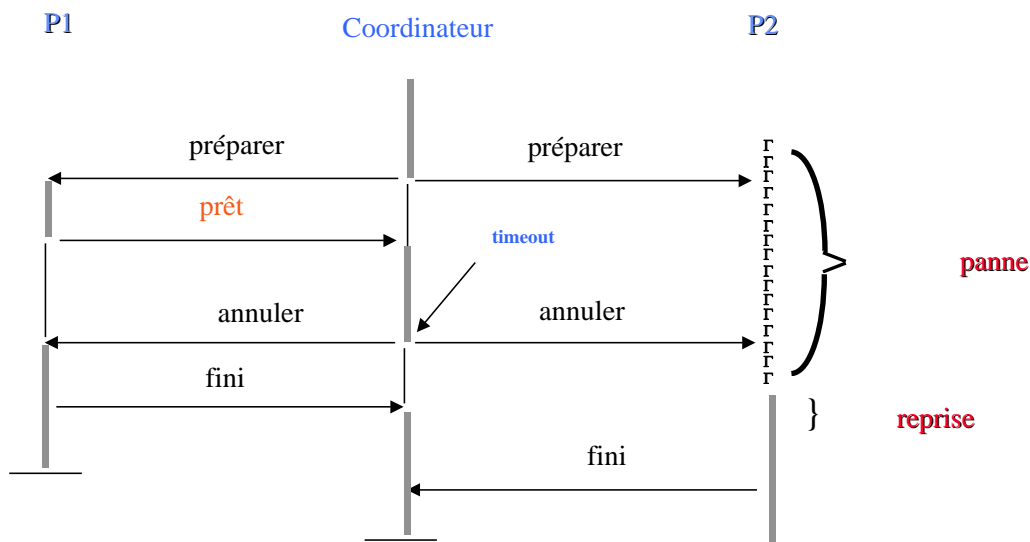 P1
Coordinateur
P2
préparer
préparer
prêt
timeout
panne
annuler
annuler
fini
} reprise
fini